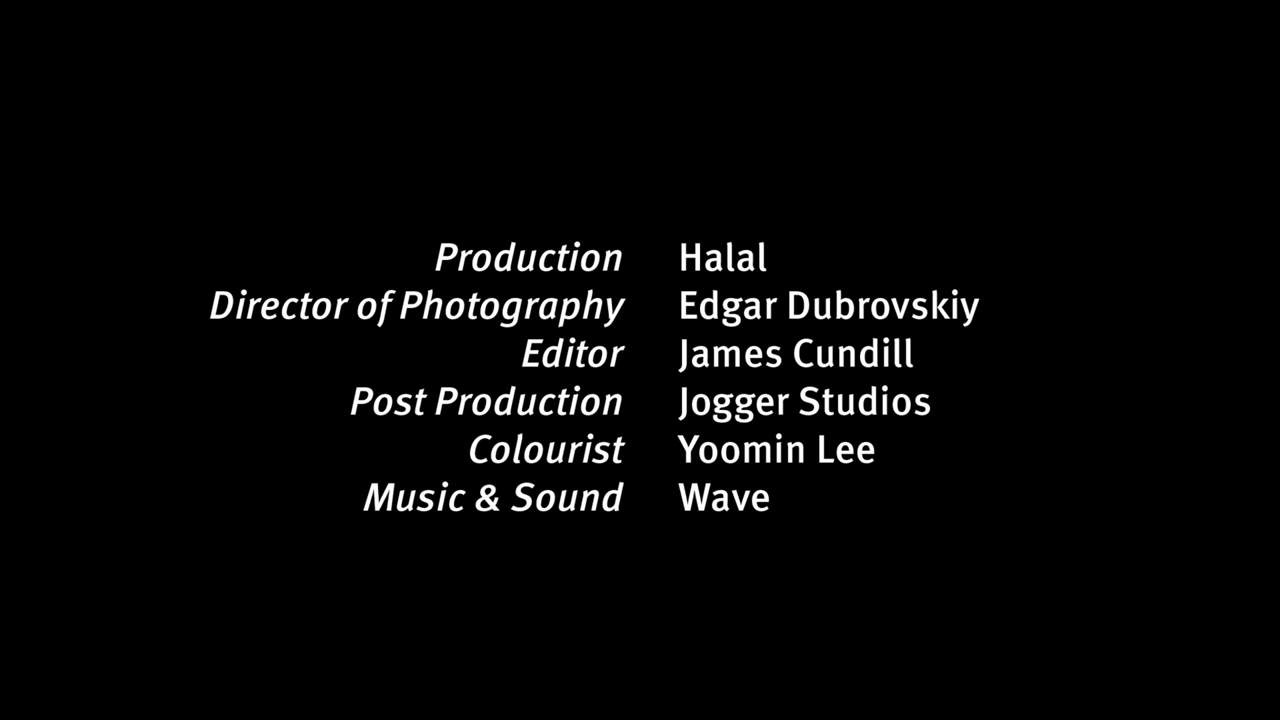 Production Halal
Director of Photography Edgar Dubrovskiy
Editor James Cundill
Post Production Jogger Studios
Colourist Yoomin Lee
Music & Sound Wave